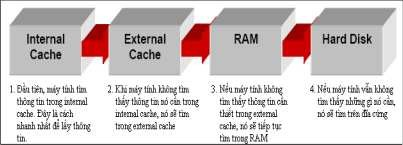 Internal
Cache
External
Cache
RAM
Hard Disk
1. Đầu tiên, máy tính tìm
thông tin trong internal
cache. Đây là cách
nhanh nhất để lấy thông
tin.
2. Khi máy tính không tìm
thấy thông tin nó cần trong
internal cache, nó sẽ tìm
trong external cache
3. Nếu máy tính không
tìm thấy thông tin cần
thiết trong external
cache, nó sẽ tiếp tục
tìm trong RAM
4. Nếu máy tính vẫn không
tìm thấy những gì nó cần,
nó sẽ tìm trên đĩa cứng